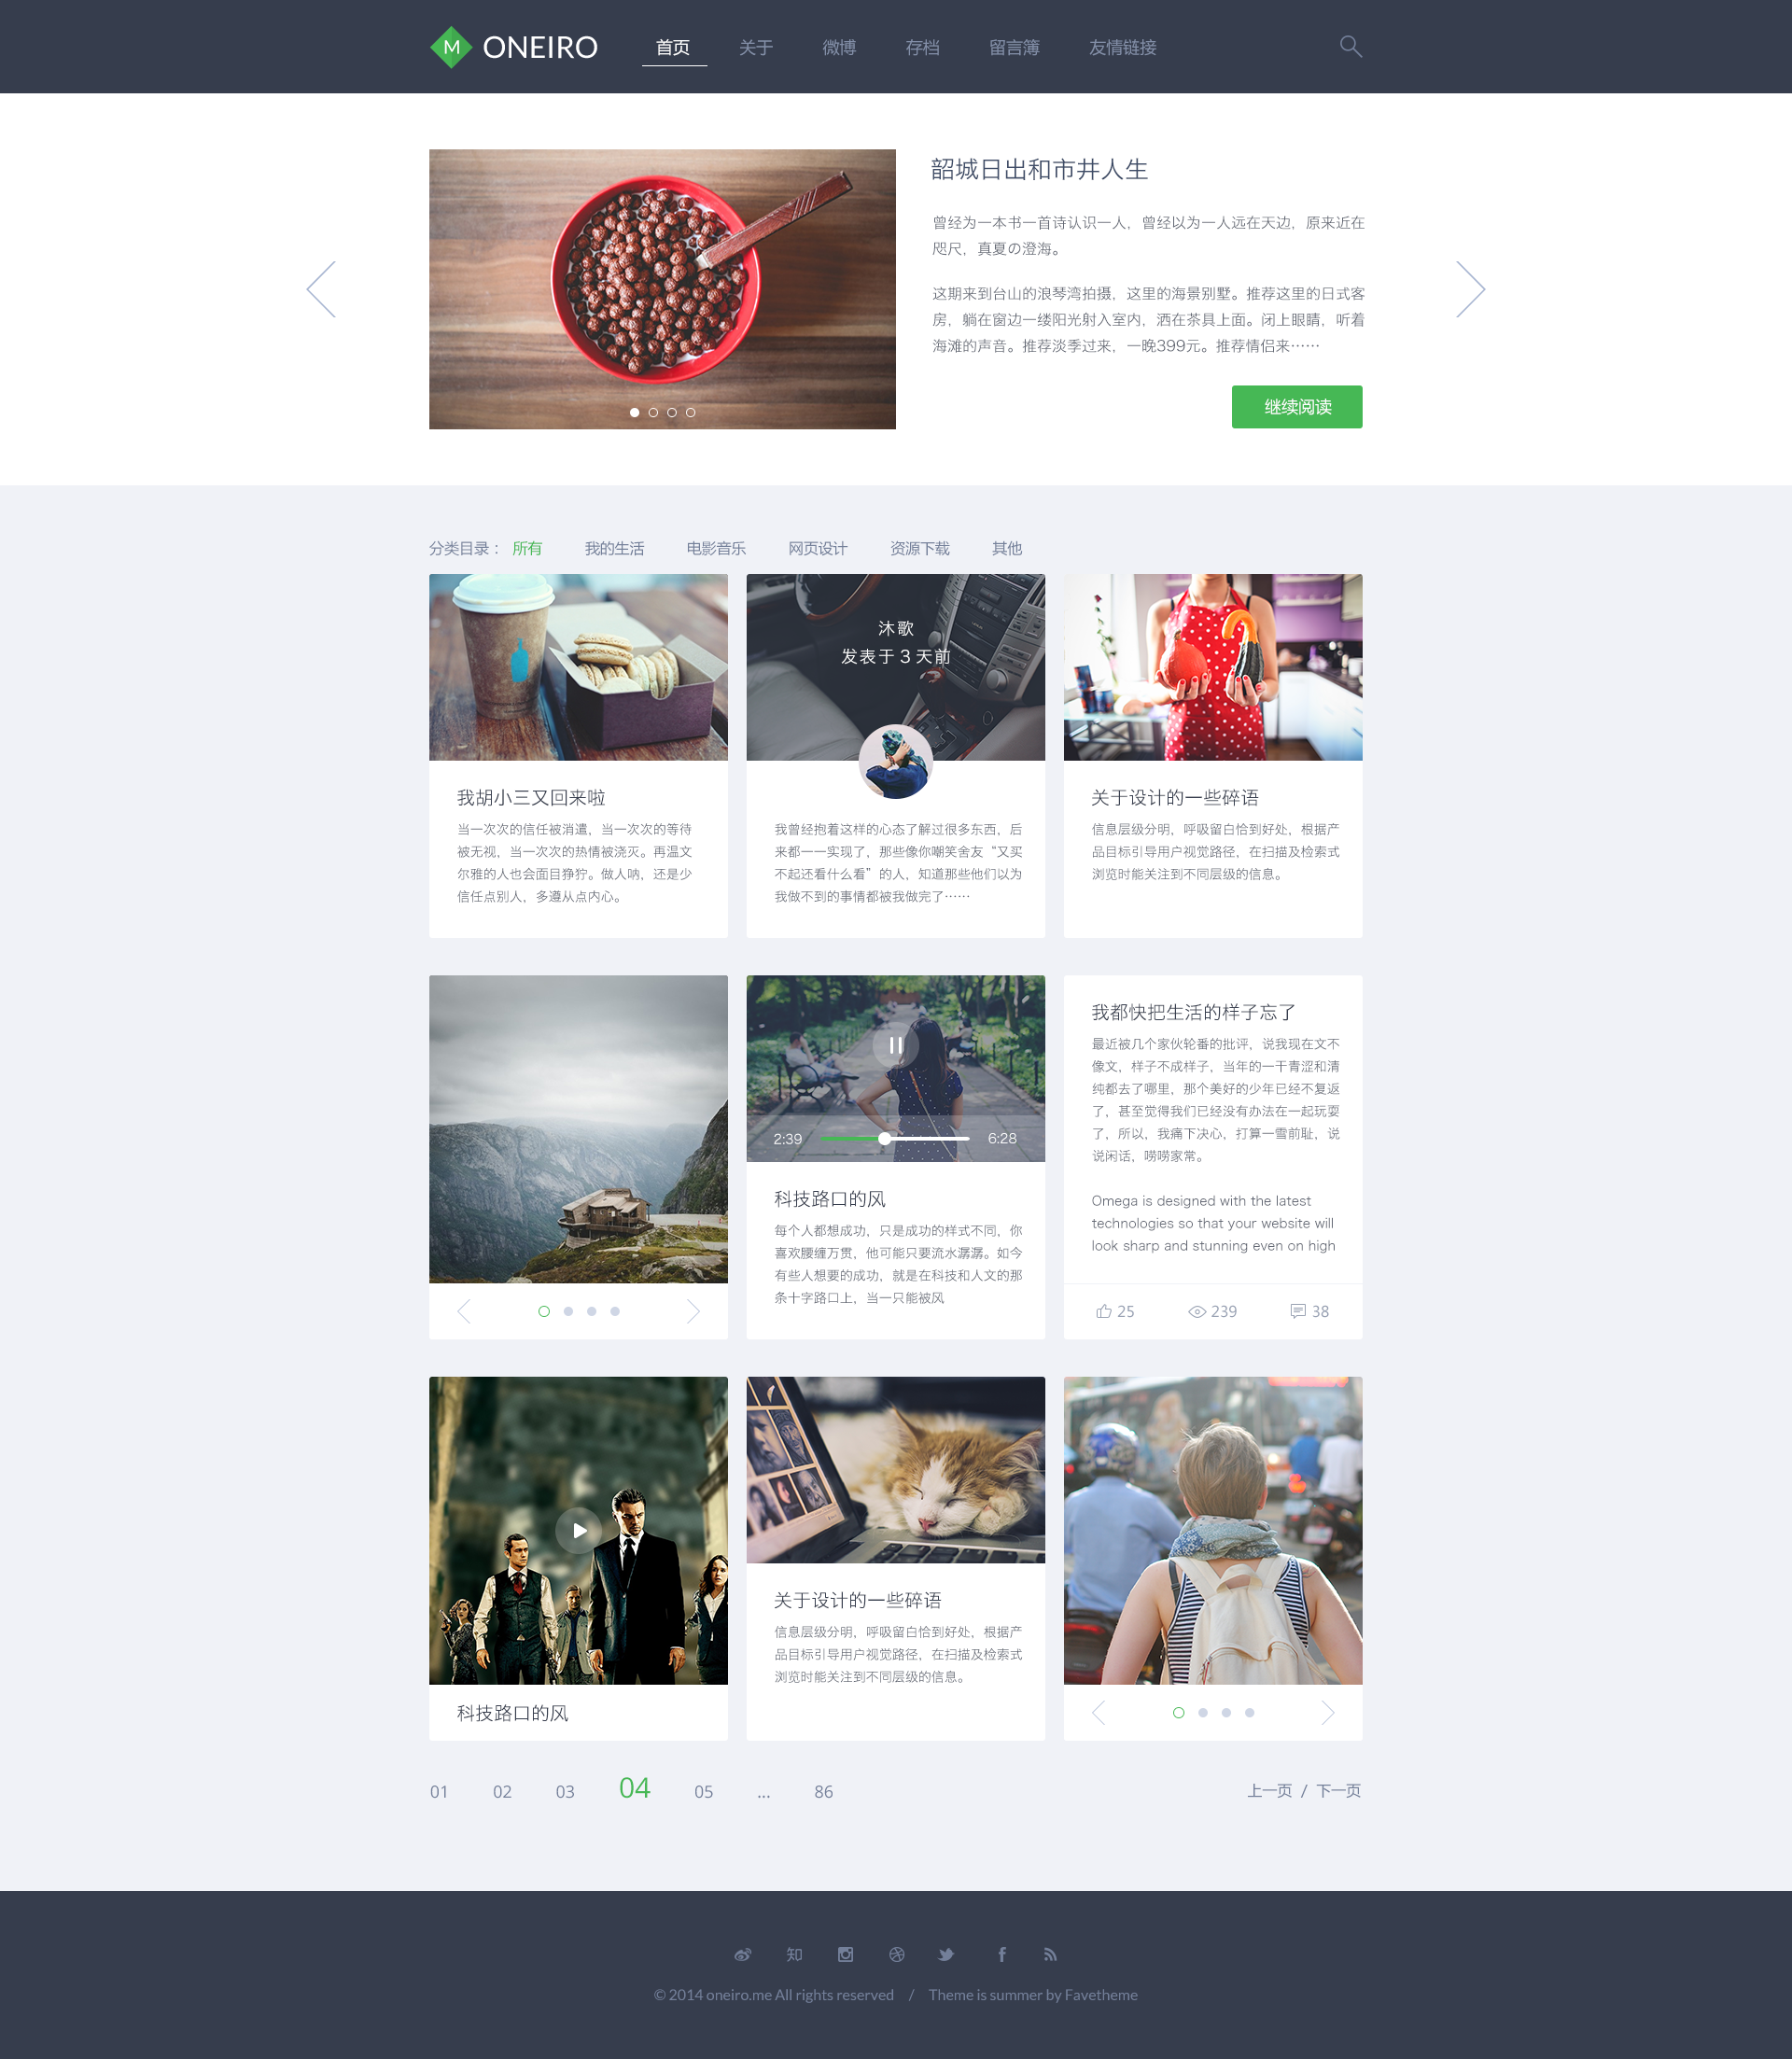 M ONEIRO 首页 关于 微博 存档 留言簿 友情链接
韶城日出和市井人生
曾经为一本书一首诗认识一人，曾经以为一人远在天边，原来近在
咫尺，真夏の澄海。
这期来到台山的浪琴湾拍摄，这里的海景别墅。推荐这里的日式客
房，躺在窗边一缕阳光射入室内，洒在茶具上面。闭上眼睛，听着
海滩的声音。推荐淡季过来，一晚399元。推荐情侣来……
继续阅读
分类目录： 所有 我的生活 电影音乐 网页设计 资源下载 其他
我胡小三又回来啦
当一次次的信任被消遣，当一次次的等待
被无视，当一次次的热情被浇灭。再温文
尔雅的人也会面目狰狞。做人呐，还是少
信任点别人，多遵从点内心。
沐歌
发表于 3 天前
我曾经抱着这样的心态了解过很多东西，后
来都一一实现了，那些像你嘲笑舍友“又买
不起还看什么看”的人，知道那些他们以为
我做不到的事情都被我做完了……
关于设计的一些碎语
信息层级分明，呼吸留白恰到好处，根据产
品目标引导用户视觉路径，在扫描及检索式
浏览时能关注到不同层级的信息。
2:39 6:28
科技路口的风
每个人都想成功，只是成功的样式不同，你
喜欢腰缠万贯，他可能只要流水潺潺。如今
有些人想要的成功，就是在科技和人文的那
条十字路口上，当一只能被风
我都快把生活的样子忘了
最近被几个家伙轮番的批评，说我现在文不
像文，样子不成样子，当年的一干青涩和清
纯都去了哪里，那个美好的少年已经不复返
了，甚至觉得我们已经没有办法在一起玩耍
了，所以，我痛下决心，打算一雪前耻，说
说闲话，唠唠家常。
Omega is designed with the latest
technologies so that your website will
look sharp and stunning even on high
25 239 38
科技路口的风
关于设计的一些碎语
信息层级分明，呼吸留白恰到好处，根据产
品目标引导用户视觉路径，在扫描及检索式
浏览时能关注到不同层级的信息。
01 02 03 04 05 ... 86 上一页 / 下一页
知
© 2014 oneiro.me All rights reserved / Theme is summer by Favetheme